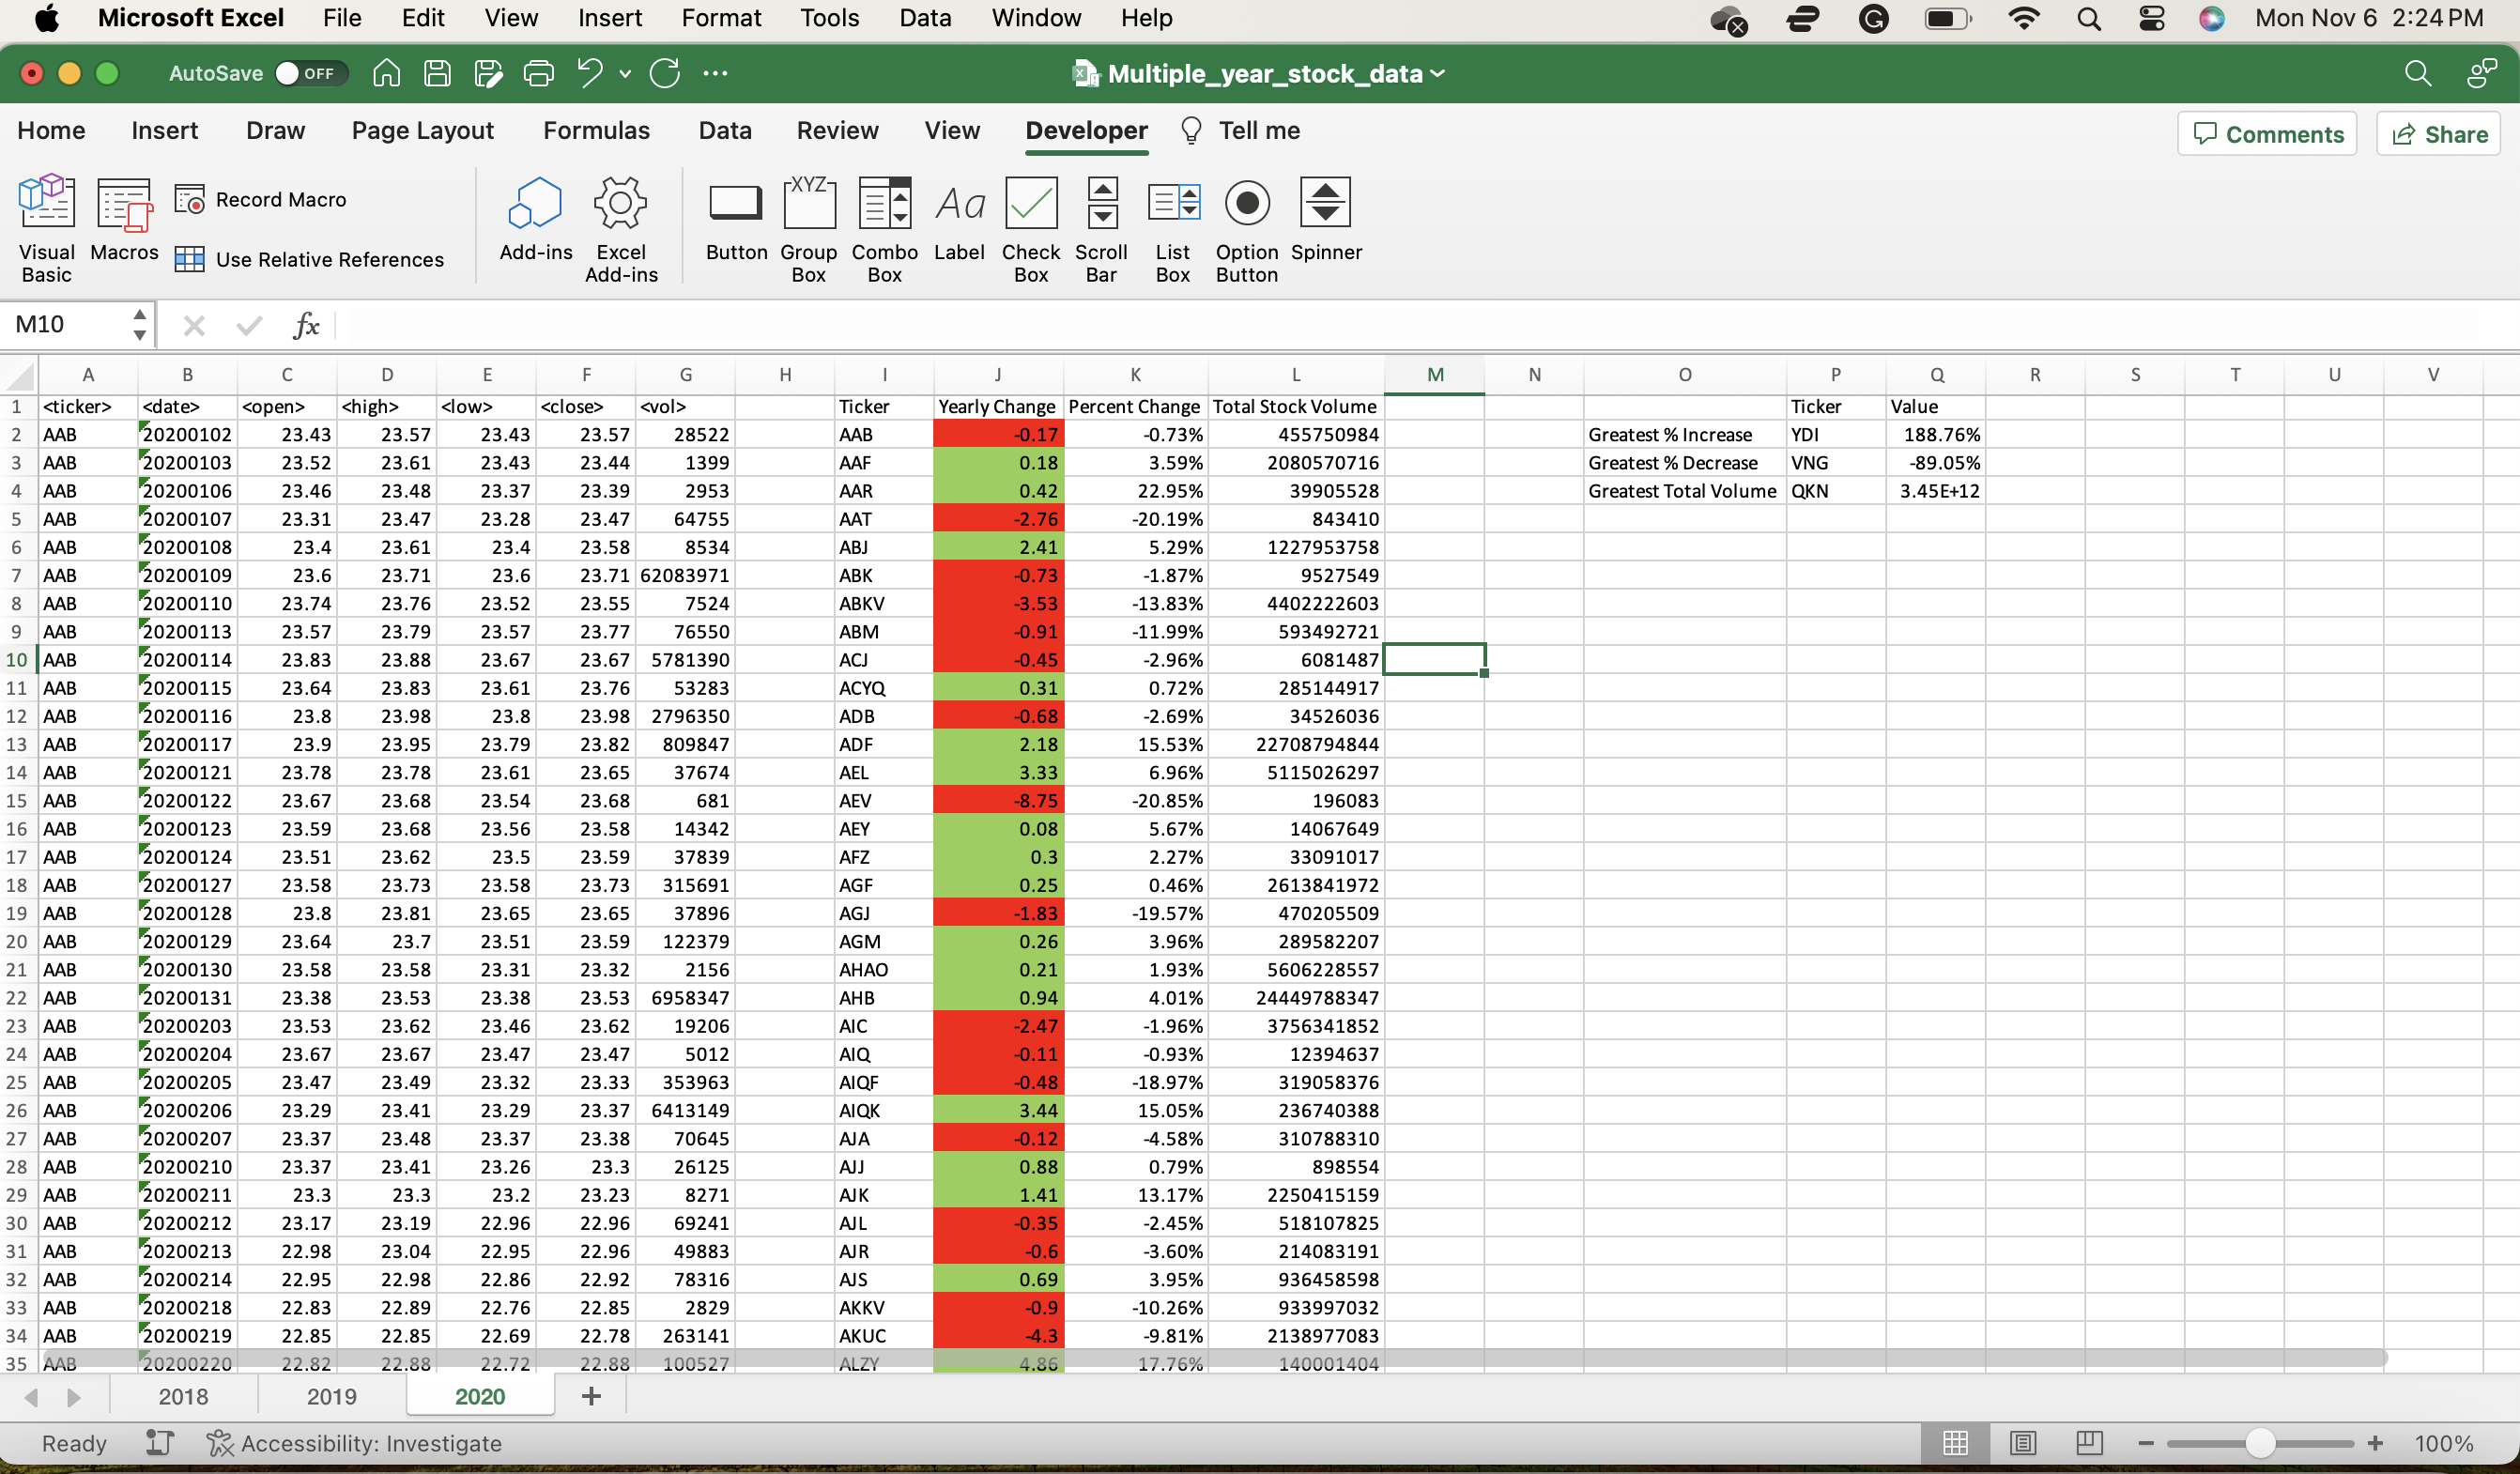 Microsoft Excel File Edit View Insert Format Tools Data Window Help Mon Nov 6 2:24 PM
AutoSave OFF Multiple_year_stock_data
Home Insert Draw Page Layout Formulas Data Review View Developer Tell me Comments Share
Visual Basic Macros Record Macro Use Relative References Add-ins Excel Add-ins Button XYZ Group Box Combo Box Aa Label Check Box Scroll Bar List Box Option Button Spinner
M10 fx
A B C D E F G H I J K L M N O P Q R S T U V
1 <ticker> <date> <open> <high> <low> <close> <vol> Ticker Yearly Change Percent Change Total Stock Volume Ticker Value
2 AAB 20200102 23.43 23.57 23.43 23.57 28522 AAB -0.17 -0.73% 455750984 Greatest % Increase YDI 188.76%
3 AAB 20200103 23.52 23.61 23.43 23.44 1399 AAF 0.18 3.59% 2080570716 Greatest % Decrease VNG -89.05%
4 AAB 20200106 23.46 23.48 23.37 23.39 2953 AAR 0.42 22.95% 39905528 Greatest Total Volume QKN 3.45E+12
5 AAB 20200107 23.31 23.47 23.28 23.47 64755 AAT -2.76 -20.19% 843410
6 AAB 20200108 23.4 23.61 23.4 23.58 8534 ABJ 2.41 5.29% 1227953758
7 AAB 20200109 23.6 23.71 23.6 23.71 62083971 ABK -0.73 -1.87% 9527549
8 AAB 20200110 23.74 23.76 23.52 23.55 7524 ABKV -3.53 -13.83% 4402222603
9 AAB 20200113 23.57 23.79 23.57 23.77 76550 ABM -0.91 -11.99% 593492721
10 AAB 20200114 23.83 23.88 23.67 23.67 5781390 ACJ -0.45 -2.96% 6081487
11 AAB 20200115 23.64 23.83 23.61 23.76 53283 ACYQ 0.31 0.72% 285144917
12 AAB 20200116 23.8 23.98 23.8 23.98 2796350 ADB -0.68 -2.69% 34526036
13 AAB 20200117 23.9 23.95 23.79 23.82 809847 ADF 2.18 15.53% 22708794844
14 AAB 20200121 23.78 23.78 23.61 23.65 37674 AEL 3.33 6.96% 5115026297
15 AAB 20200122 23.67 23.68 23.54 23.68 681 AEV -8.75 -20.85% 196083
16 AAB 20200123 23.59 23.68 23.56 23.58 14342 AEY 0.08 5.67% 14067649
17 AAB 20200124 23.51 23.62 23.5 23.59 37839 AFZ 0.3 2.27% 33091017
18 AAB 20200127 23.58 23.73 23.58 23.73 315691 AGF 0.25 0.46% 2613841972
19 AAB 20200128 23.8 23.81 23.65 23.65 37896 AGJ -1.83 -19.57% 470205509
20 AAB 20200129 23.64 23.7 23.51 23.59 122379 AGM 0.26 3.96% 289582207
21 AAB 20200130 23.58 23.58 23.31 23.32 2156 AHAO 0.21 1.93% 5606228557
22 AAB 20200131 23.38 23.53 23.38 23.53 6958347 AHB 0.94 4.01% 24449788347
23 AAB 20200203 23.53 23.62 23.46 23.62 19206 AIC -2.47 -1.96% 3756341852
24 AAB 20200204 23.67 23.67 23.47 23.47 5012 AIQ -0.11 -0.93% 12394637
25 AAB 20200205 23.47 23.49 23.32 23.33 353963 AIQF -0.48 -18.97% 319058376
26 AAB 20200206 23.29 23.41 23.29 23.37 6413149 AIQK 3.44 15.05% 236740388
27 AAB 20200207 23.37 23.48 23.37 23.38 70645 AJA -0.12 -4.58% 310788310
28 AAB 20200210 23.37 23.41 23.26 23.3 26125 AJJ 0.88 0.79% 898554
29 AAB 20200211 23.3 23.3 23.2 23.23 8271 AJK 1.41 13.17% 2250415159
30 AAB 20200212 23.17 23.19 22.96 22.96 69241 AJL -0.35 -2.45% 518107825
31 AAB 20200213 22.98 23.04 22.95 22.96 49883 AJR -0.6 -3.60% 214083191
32 AAB 20200214 22.95 22.98 22.86 22.92 78316 AJS 0.69 3.95% 936458598
33 AAB 20200218 22.83 22.89 22.76 22.85 2829 AKKV -0.9 -10.26% 933997032
34 AAB 20200219 22.85 22.85 22.69 22.78 263141 AKUC -4.3 -9.81% 2138977083
35 AAB 20200220 22.82 22.88 22.72 22.88 100527 ALZY 4.86 17.76% 140001404
2018 2019 2020
Ready Accessibility: Investigate 100%